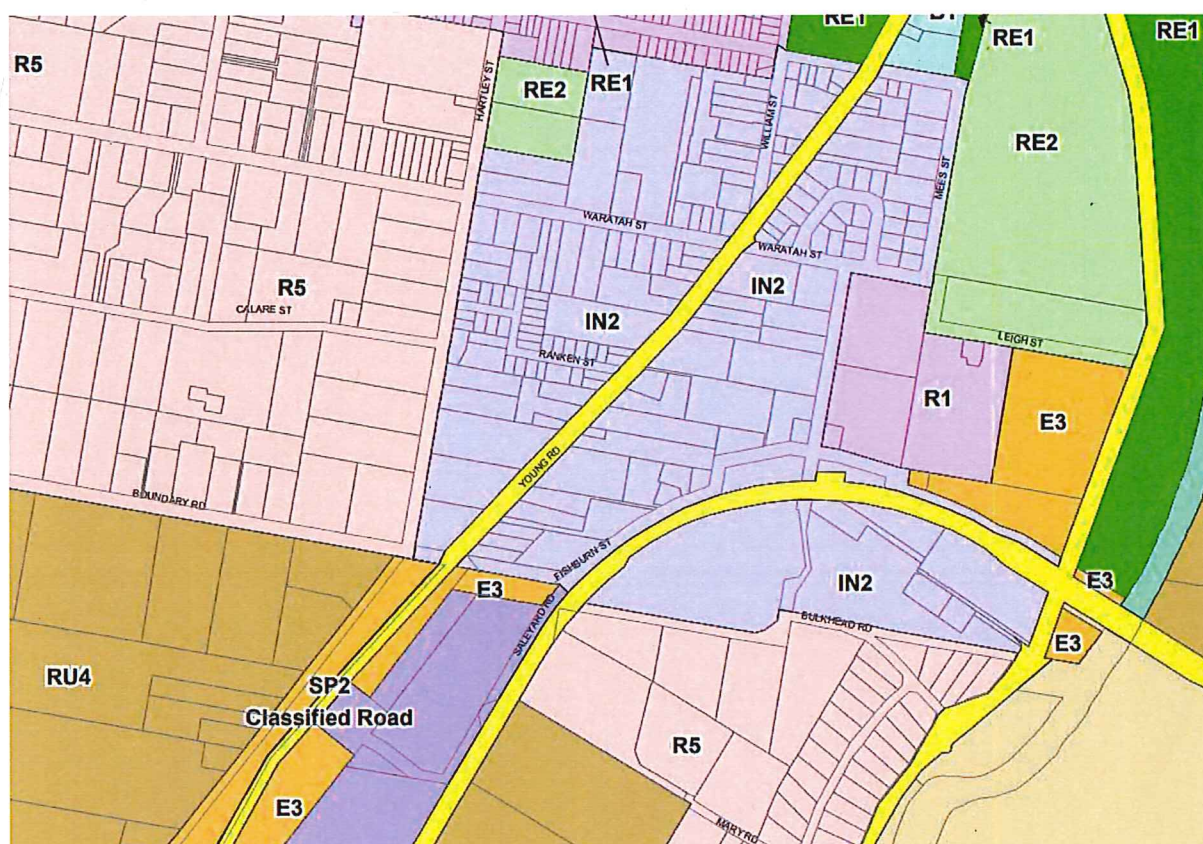 RE1
B1
RE1
RE1
R5
HARTLEY ST
RE2
RE1
WILLIAM ST
RE2
MEES ST
WARATAH ST
WARATAH ST
R5
IN2
CALARE ST
IN2
LEIGH ST
RANKEN ST
R1
E3
YOUNG RD
BOUNDARY RD
FISHBURN ST
E3
IN2
E3
SALEYARD RD
BULKHEAD RD
E3
RU4
SP2
Classified Road
R5
E3
MARY RD